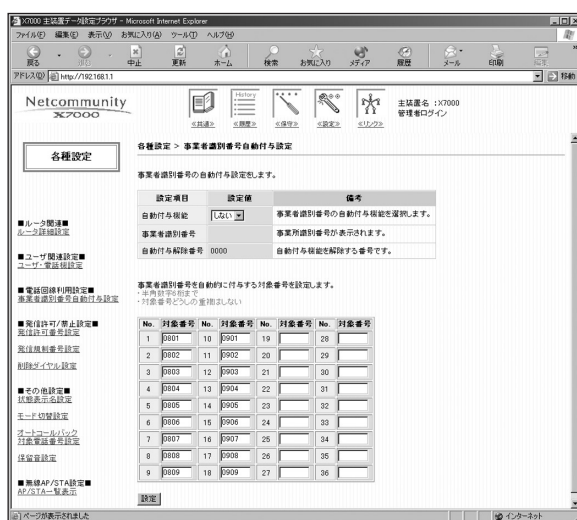 X7000 主装置データ設定ブラウザ - Microsoft Internet Explorer
ファイル(F) 編集(E) 表示(V) お気に入り(A) ツール(T) ヘルプ(H)
戻る 中止 更新 ホーム 検索 お気に入り メディア 履歴 メール 印刷
アドレス(D) http://192.168.1.1 移動
Netcommunity
X7000
History
≪共通≫ ≪履歴≫ ≪保守≫ ≪設定≫ ≪リンク≫
主装置名 :X7000
管理者ログイン
各種設定
各種設定 > 事業者識別番号自動付与設定
事業者識別番号の自動付与設定をします。
設定項目 設定値 備考
自動付与機能 しない 事業者識別番号の自動付与機能を選択します。
事業者識別番号 事業所識別番号が表示されます。
自動付与解除番号 0000 自動付与機能を解除する番号です。
■ルータ関連■
ルータ詳細設定
■ユーザ関連設定■
ユーザ・電話機設定
■電話回線利用設定■
事業者識別番号自動付与設定
■発信許可/禁止設定■
発信許可番号設定
発信規制番号設定
削除ダイヤル設定
■その他設定■
状態表示名設定
モード切替設定
オートコールバック
対象電話番号設定
保留音設定
■無線AP/STA設定■
AP/STA一覧表示
事業者識別番号を自動的に付与する対象番号を設定します。
・半角数字6桁まで
・対象番号どうしの重複はしない
No. 対象番号 No. 対象番号 No. 対象番号 No. 対象番号
1 0801 10 0901 19 28
2 0802 11 0902 20 29
3 0803 12 0903 21 30
4 0804 13 0904 22 31
5 0805 14 0905 23 32
6 0806 15 0906 24 33
7 0807 16 0907 25 34
8 0808 17 0908 26 35
9 0809 18 0909 27 36
設定
ページが表示されました インターネット